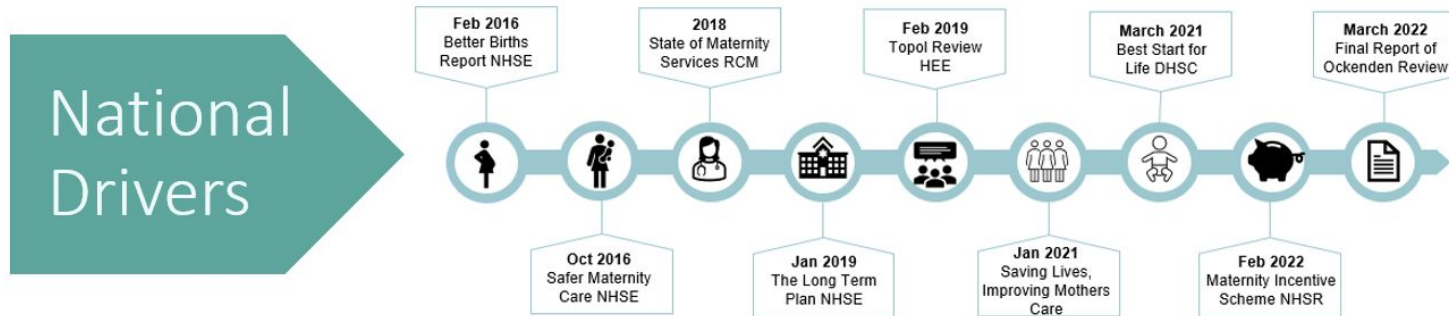 National
Drivers
Feb 2016
Better Births
Report NHSE
Oct 2016
Safer Maternity
Care NHSE
2018
State of Maternity
Services RCM
Jan 2019
The Long Term
Plan NHSE
Feb 2019
Topol Review
HEE
Jan 2021
Saving Lives,
Improving Mothers
Care
March 2021
Best Start for
Life DHSC
Feb 2022
Maternity Incentive
Scheme NHSR
March 2022
Final Report of
Ockenden Review